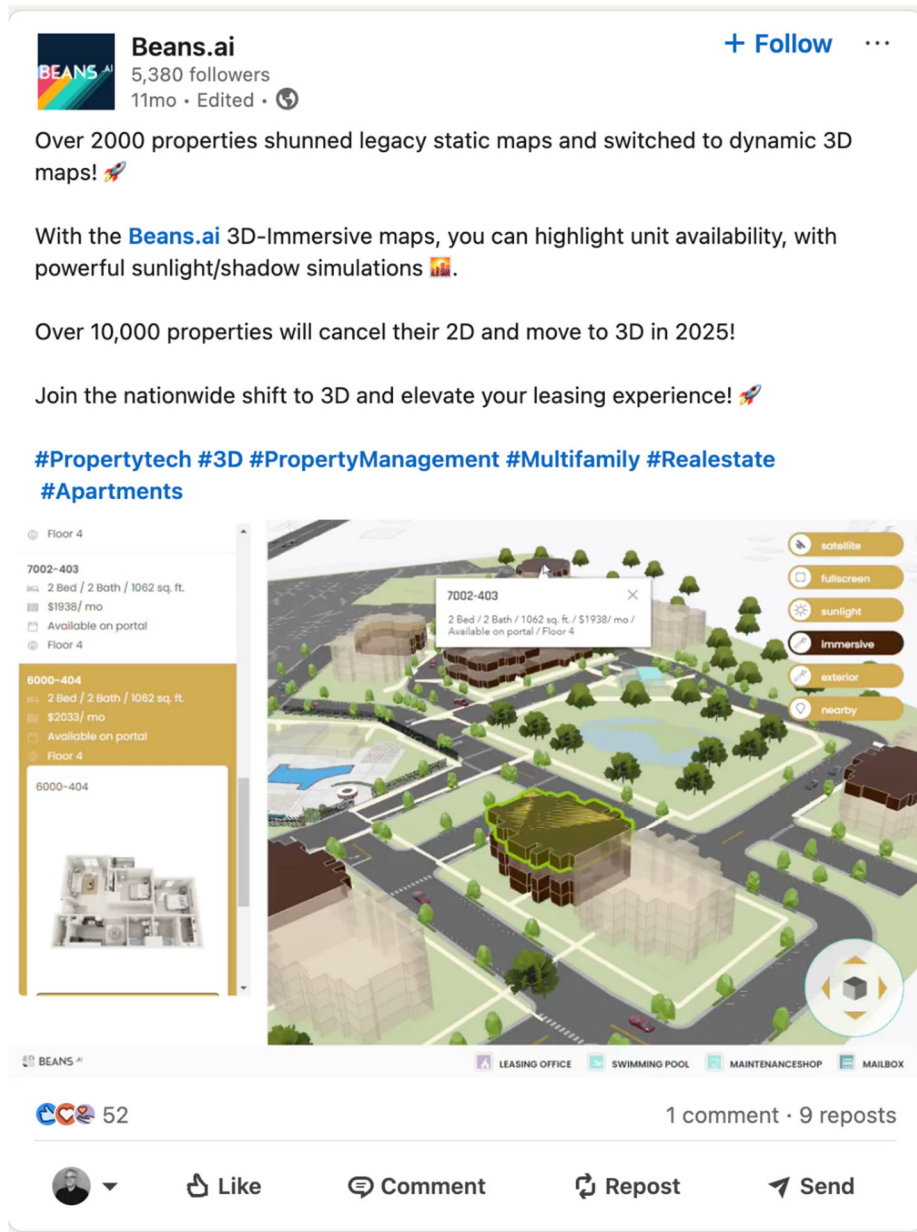 BEANS AI
Beans.ai
5,380 followers
11mo • Edited •
+ Follow
Over 2000 properties shunned legacy static maps and switched to dynamic 3D
maps! 🚀
With the Beans.ai 3D-Immersive maps, you can highlight unit availability, with
powerful sunlight/shadow simulations 🌇.
Over 10,000 properties will cancel their 2D and move to 3D in 2025!
Join the nationwide shift to 3D and elevate your leasing experience! 🚀
#Propertytech #3D #PropertyManagement #Multifamily #Realestate
#Apartments
Floor 4
7002-403
2 Bed / 2 Bath / 1062 sq. ft.
$1938/ mo
Available on portal
Floor 4
6000-404
2 Bed / 2 Bath / 1062 sq. ft.
$2033/ mo
Available on portal
Floor 4
6000-404
7002-403
2 Bed / 2 Bath / 1062 sq. ft. / $1938/ mo /
Available on portal / Floor 4
satellite
fullscreen
sunlight
immersive
exterior
nearby
BEANS AI
LEASING OFFICE
SWIMMING POOL
MAINTENANCESHOP
MAILBOX
52
1 comment · 9 reposts
Like
Comment
Repost
Send